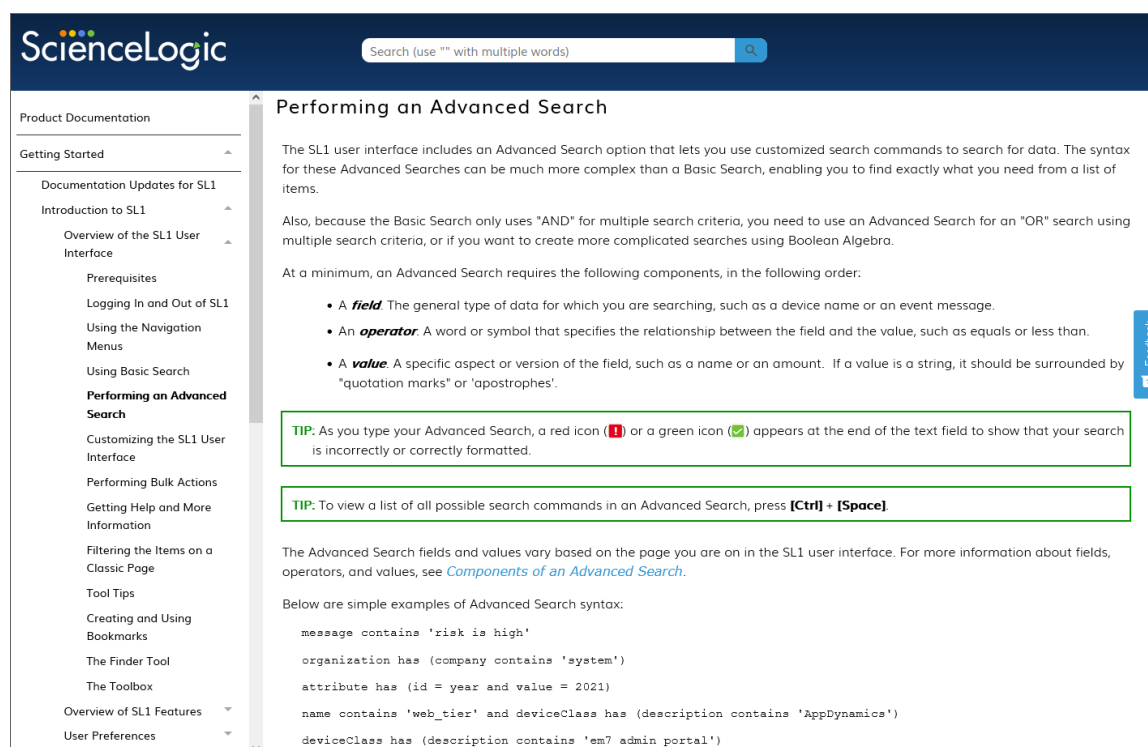 ScienceLogic
Search (use "" with multiple words)
Product Documentation
Getting Started
Documentation Updates for SL1
Introduction to SL1
Overview of the SL1 User
Interface
Prerequisites
Logging In and Out of SL1
Using the Navigation
Menus
Using Basic Search
Performing an Advanced
Search
Customizing the SL1 User
Interface
Performing Bulk Actions
Getting Help and More
Information
Filtering the Items on a
Classic Page
Tool Tips
Creating and Using
Bookmarks
The Finder Tool
The Toolbox
Overview of SL1 Features
User Preferences
Performing an Advanced Search
The SL1 user interface includes an Advanced Search option that lets you use customized search commands to search for data. The syntax
for these Advanced Searches can be much more complex than a Basic Search, enabling you to find exactly what you need from a list of
items.
Also, because the Basic Search only uses "AND" for multiple search criteria, you need to use an Advanced Search for an "OR" search using
multiple search criteria, or if you want to create more complicated searches using Boolean Algebra.
At a minimum, an Advanced Search requires the following components, in the following order:
• A field. The general type of data for which you are searching, such as a device name or an event message.
• An operator. A word or symbol that specifies the relationship between the field and the value, such as equals or less than.
• A value. A specific aspect or version of the field, such as a name or an amount. If a value is a string, it should be surrounded by
"quotation marks" or 'apostrophes'.
TIP: As you type your Advanced Search, a red icon (!) or a green icon (✓) appears at the end of the text field to show that your search
is incorrectly or correctly formatted.
TIP: To view a list of all possible search commands in an Advanced Search, press [Ctrl] + [Space].
The Advanced Search fields and values vary based on the page you are on in the SL1 user interface. For more information about fields,
operators, and values, see Components of an Advanced Search.
Below are simple examples of Advanced Search syntax:
message contains 'risk is high'
organization has (company contains 'system')
attribute has (id = year and value = 2021)
name contains 'web_tier' and deviceClass has (description contains 'AppDynamics')
deviceClass has (description contains 'em7 admin portal')